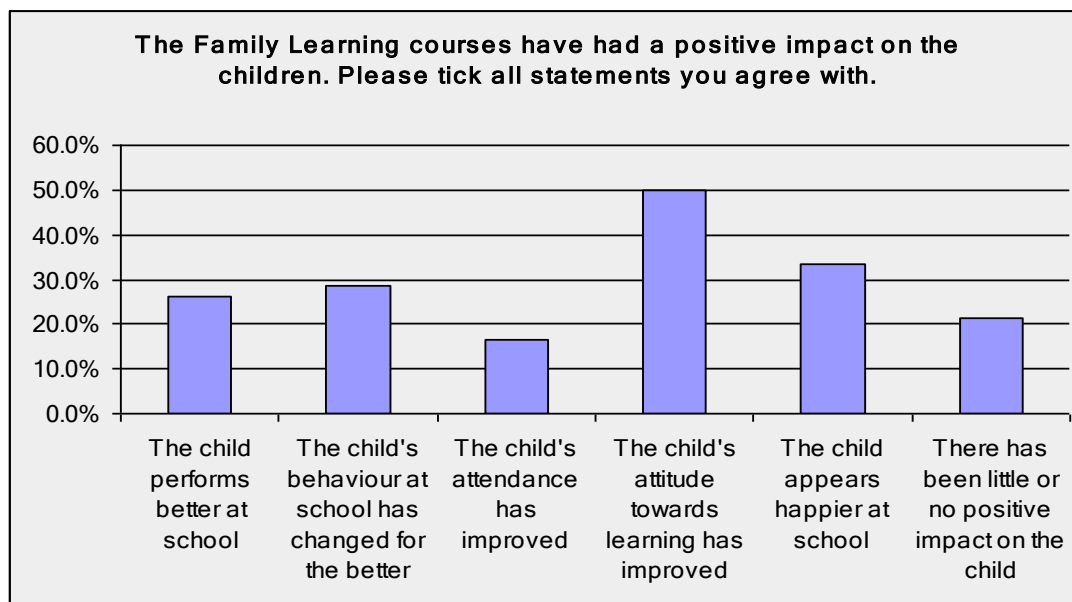 The Family Learning courses have had a positive impact on the
children. Please tick all statements you agree with.
60.0%
50.0%
40.0%
30.0%
20.0%
10.0%
0.0%
The child
performs
better at
school
The child's
behaviour at
school has
changed for
the better
The child's
attendance
has
improved
The child's
attitude
towards
learning has
improved
The child
appears
happier at
school
There has
been little or
no positive
impact on the
child